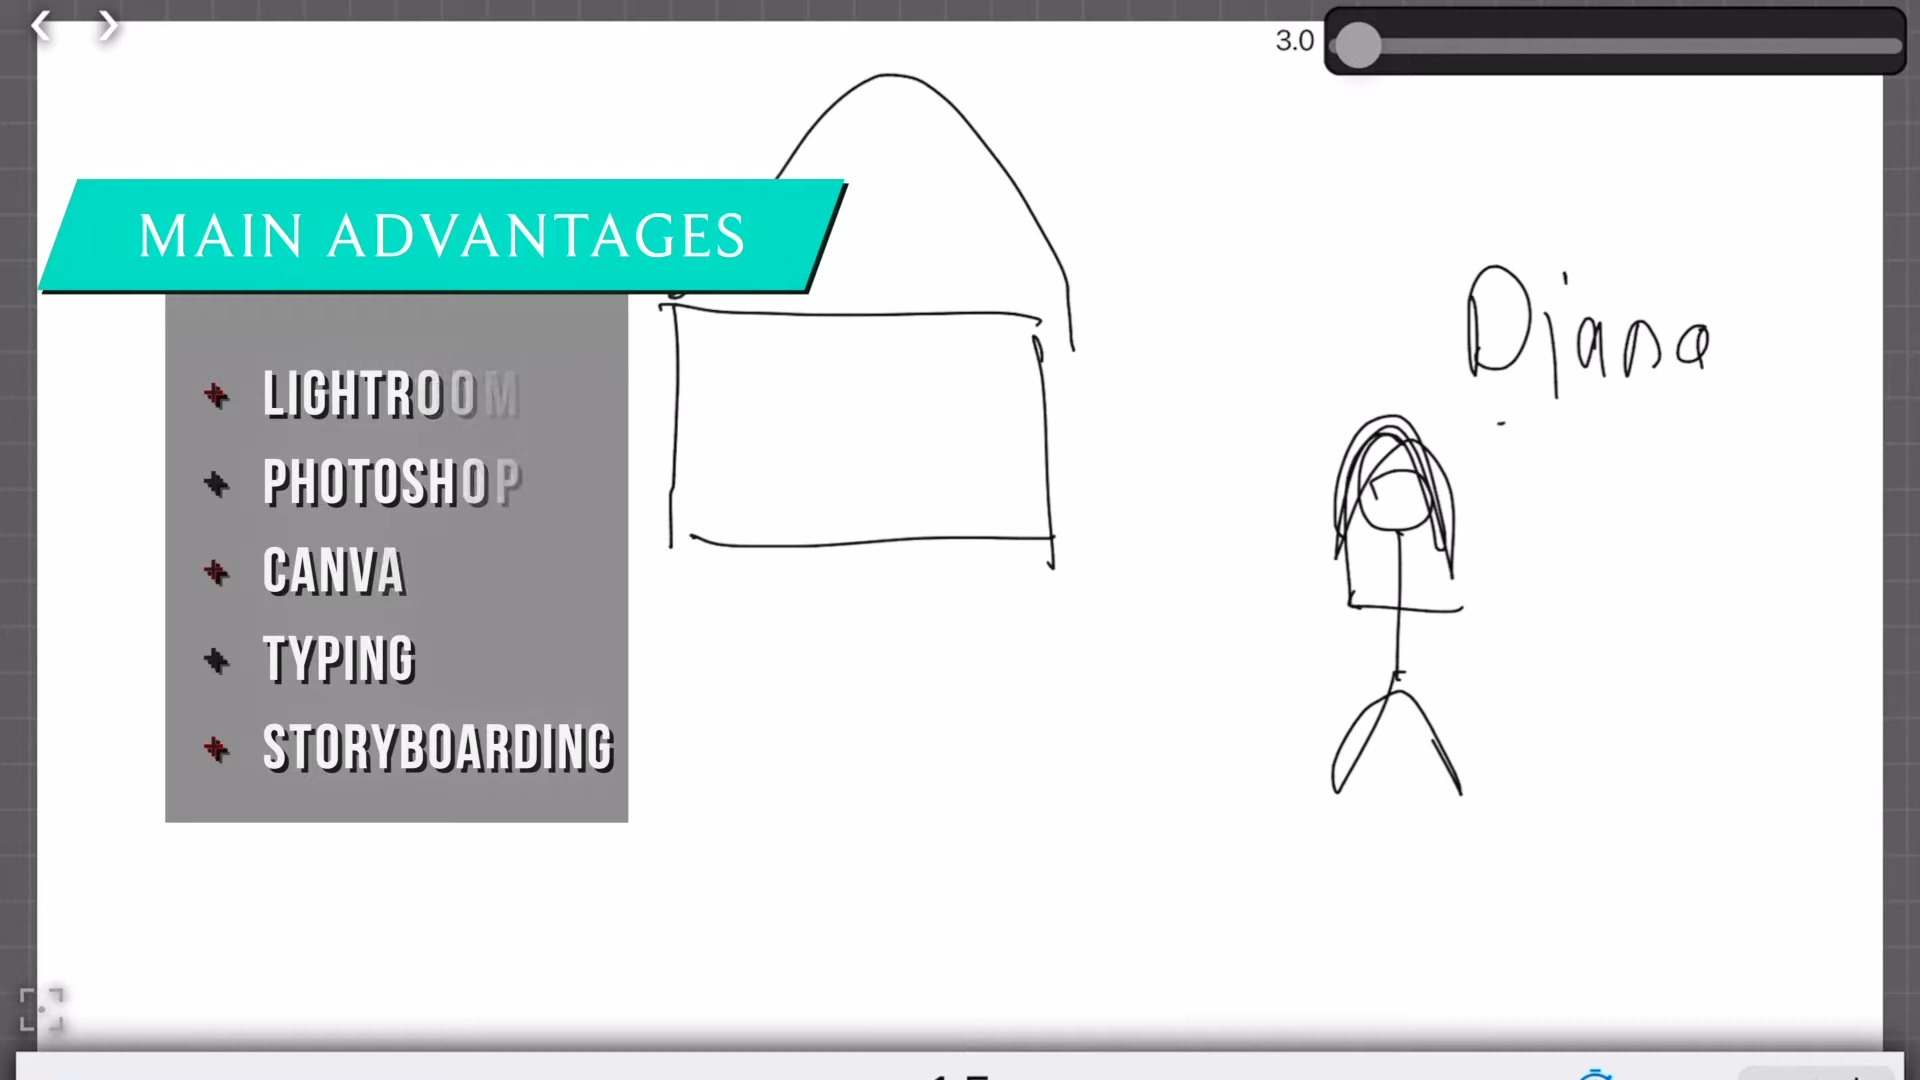 3.0
MAIN ADVANTAGES
Diana
LIGHTROOM
PHOTOSHOP
CANVA
TYPING
STORYBOARDING